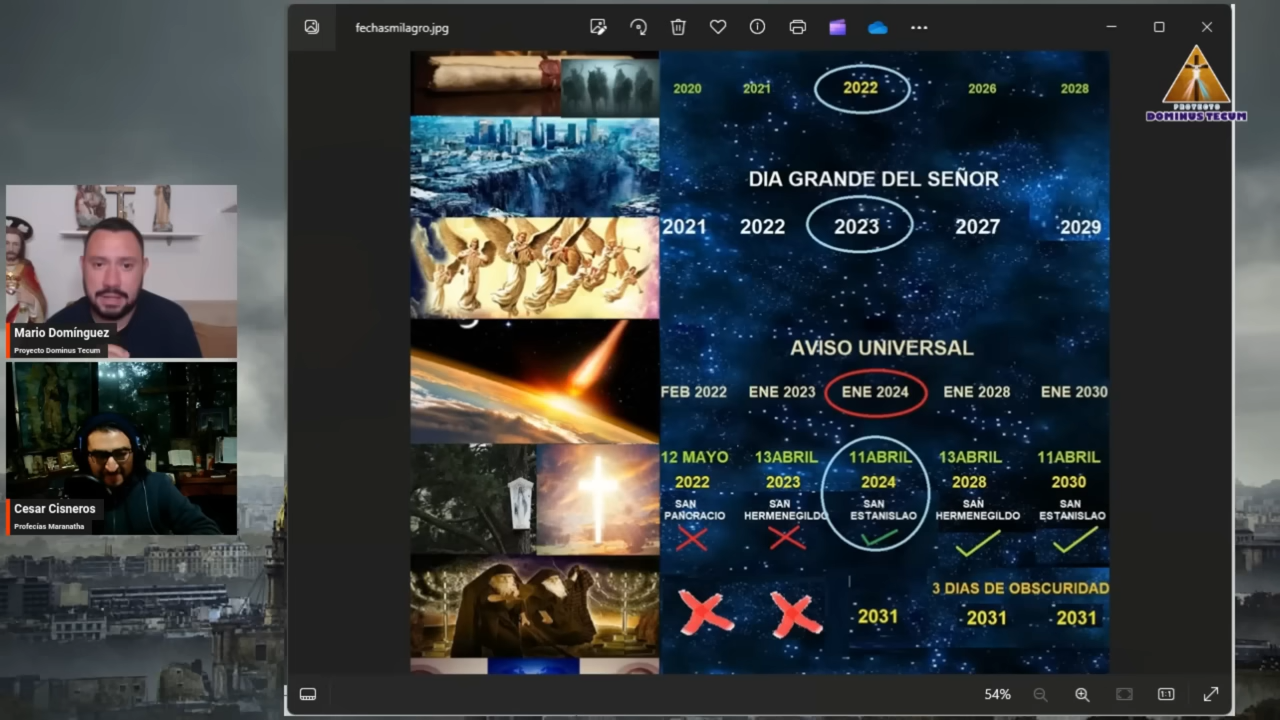 fechasmilagro.jpg
PROYECTO
DOMINUS TECUM
2020 2021 2022 2026 2028
DIA GRANDE DEL SEÑOR
2021 2022 2023 2027 2029
AVISO UNIVERSAL
FEB 2022 ENE 2023 ENE 2024 ENE 2028 ENE 2030
12 MAYO 13ABRIL 11ABRIL 13ABRIL 11ABRIL
2022 2023 2024 2028 2030
SAN SAN SAN SAN SAN
PANORACIO HERMENEGILDO ESTANISLAO HERMENEGILDO ESTANISLAO
3 DIAS DE OBSCURIDAD
2031 2031 2031
Mario Domínguez
Proyecto Dominus Tecum
Cesar Cisneros
Profecías Maranatha
54%
1:1